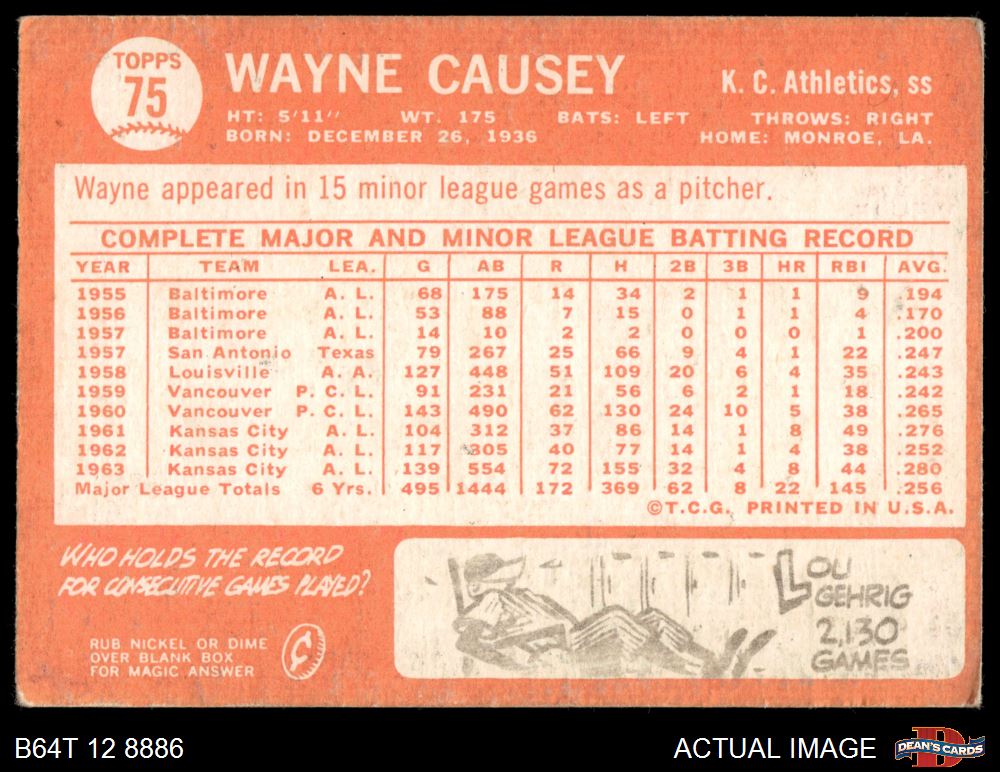 TOPPS
75
WAYNE CAUSEY
K. C. Athletics, ss
HT: 5'11" WT. 175 BATS: LEFT THROWS: RIGHT
BORN: DECEMBER 26, 1936 HOME: MONROE, LA.
Wayne appeared in 15 minor league games as a pitcher.
COMPLETE MAJOR AND MINOR LEAGUE BATTING RECORD
YEAR TEAM LEA. G AB R H 2B 3B HR RBI AVG.
1955 Baltimore A. L. 68 175 14 34 2 1 1 9 .194
1956 Baltimore A. L. 53 88 7 15 0 1 1 4 .170
1957 Baltimore A. L. 14 10 2 2 0 0 0 1 .200
1957 San Antonio Texas 79 267 25 66 9 4 1 22 .247
1958 Louisville A. A. 127 448 51 109 20 6 4 35 .243
1959 Vancouver P. C. L. 91 231 21 56 6 2 1 18 .242
1960 Vancouver P. C. L. 143 490 62 130 24 10 5 38 .265
1961 Kansas City A. L. 104 312 37 86 14 1 8 49 .276
1962 Kansas City A. L. 117 305 40 77 14 1 4 38 .252
1963 Kansas City A. L. 139 554 72 155 32 4 8 44 .280
Major League Totals 6 Yrs. 495 1444 172 369 62 8 22 145 .256
©T.C.G. PRINTED IN U.S.A.
WHO HOLDS THE RECORD
FOR CONSECUTIVE GAMES PLAYED?
RUB NICKEL OR DIME
OVER BLANK BOX
FOR MAGIC ANSWER
LOU
GEHRIG
2,130
GAMES
B64T 12 8886
ACTUAL IMAGE
DEAN'S CARDS